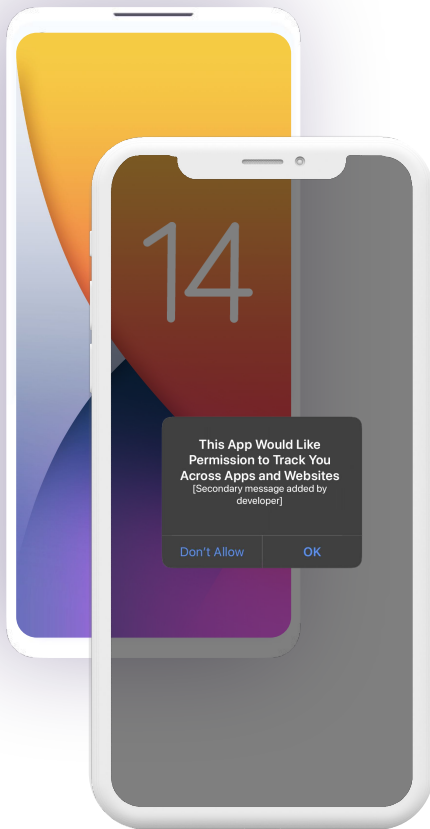 14
This App Would Like
Permission to Track You
Across Apps and Websites
[Secondary message added by
developer]
Don't Allow
OK